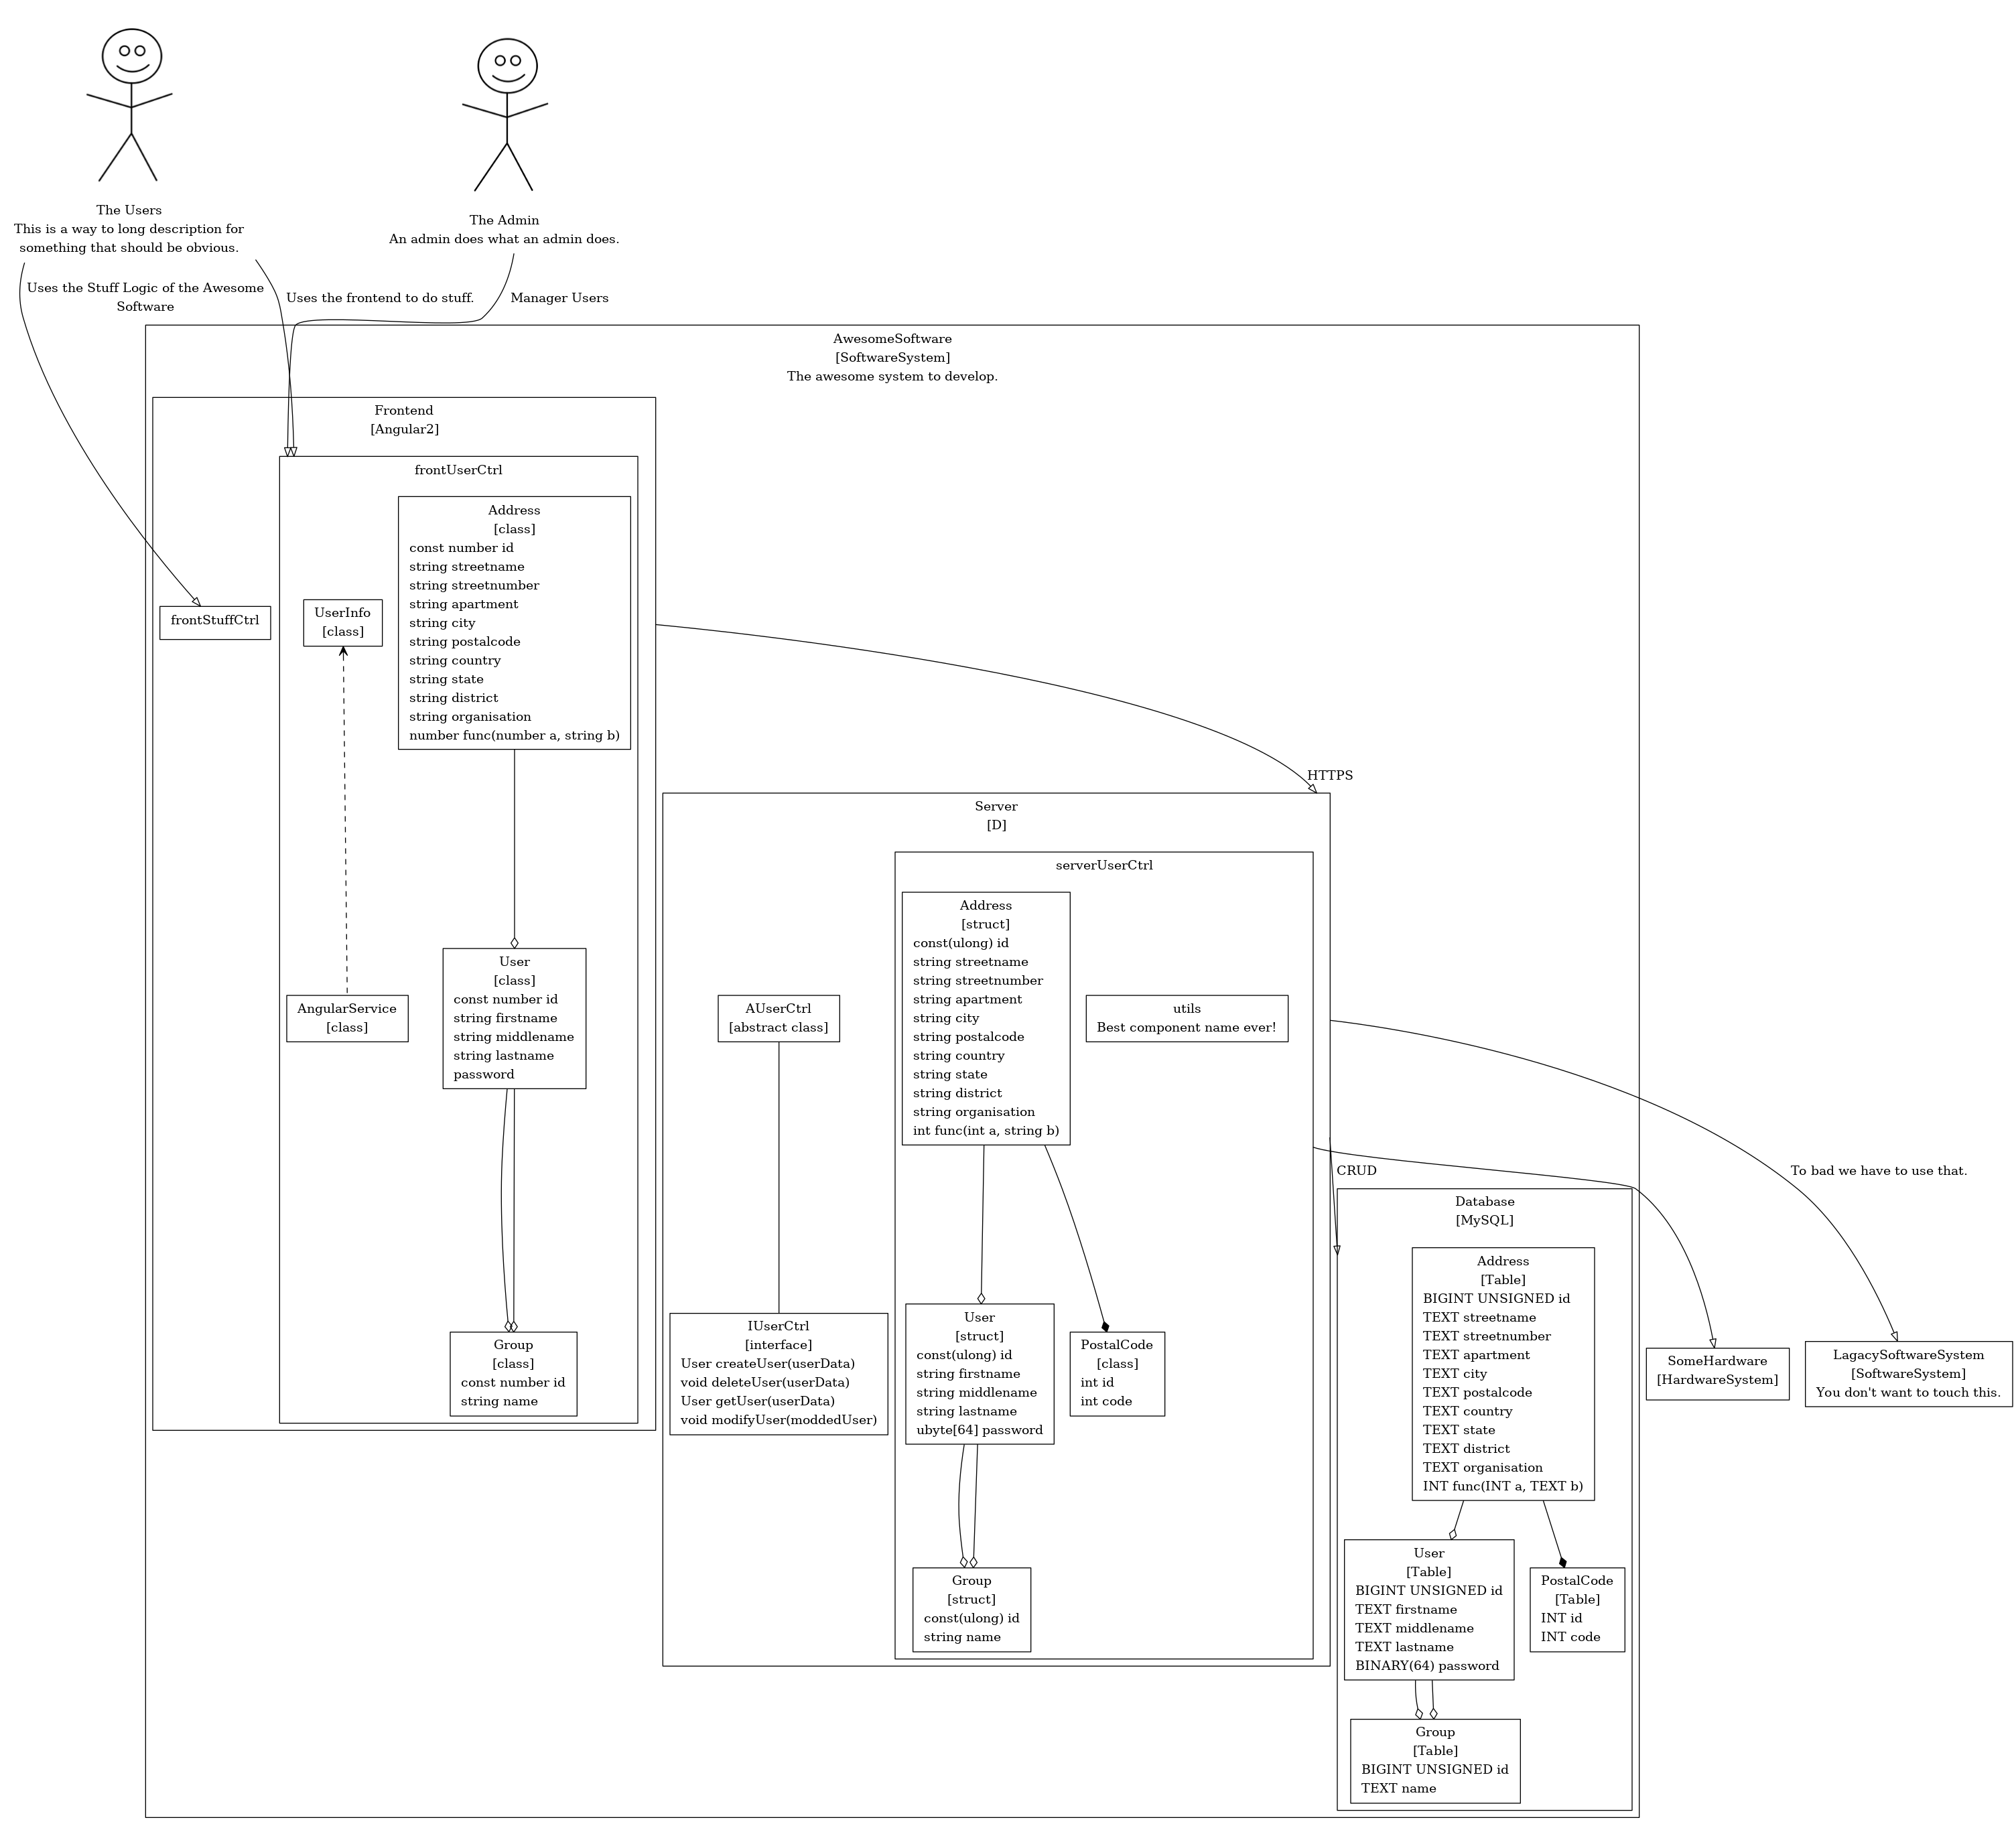 The Users
This is a way to long description for
something that should be obvious.
The Admin
An admin does what an admin does.
Uses the Stuff Logic of the Awesome
Software
Uses the frontend to do stuff.
Manager Users
AwesomeSoftware
[SoftwareSystem]
The awesome system to develop.
Frontend
[Angular2]
frontUserCtrl
frontStuffCtrl
UserInfo
[class]
Address
[class]
const number id
string streetname
string streetnumber
string apartment
string city
string postalcode
string country
string state
string district
string organisation
number func(number a, string b)
AngularService
[class]
User
[class]
const number id
string firstname
string middlename
string lastname
password
Group
[class]
const number id
string name
HTTPS
Server
[D]
serverUserCtrl
AUserCtrl
[abstract class]
Address
[struct]
const(ulong) id
string streetname
string streetnumber
string apartment
string city
string postalcode
string country
string state
string district
string organisation
int func(int a, string b)
utils
Best component name ever!
IUserCtrl
[interface]
User createUser(userData)
void deleteUser(userData)
User getUser(userData)
void modifyUser(moddedUser)
User
[struct]
const(ulong) id
string firstname
string middlename
string lastname
ubyte[64] password
PostalCode
[class]
int id
int code
Group
[struct]
const(ulong) id
string name
CRUD
To bad we have to use that.
Database
[MySQL]
Address
[Table]
BIGINT UNSIGNED id
TEXT streetname
TEXT streetnumber
TEXT apartment
TEXT city
TEXT postalcode
TEXT country
TEXT state
TEXT district
TEXT organisation
INT func(INT a, TEXT b)
User
[Table]
BIGINT UNSIGNED id
TEXT firstname
TEXT middlename
TEXT lastname
BINARY(64) password
PostalCode
[Table]
INT id
INT code
Group
[Table]
BIGINT UNSIGNED id
TEXT name
SomeHardware
[HardwareSystem]
LagacySoftwareSystem
[SoftwareSystem]
You don't want to touch this.